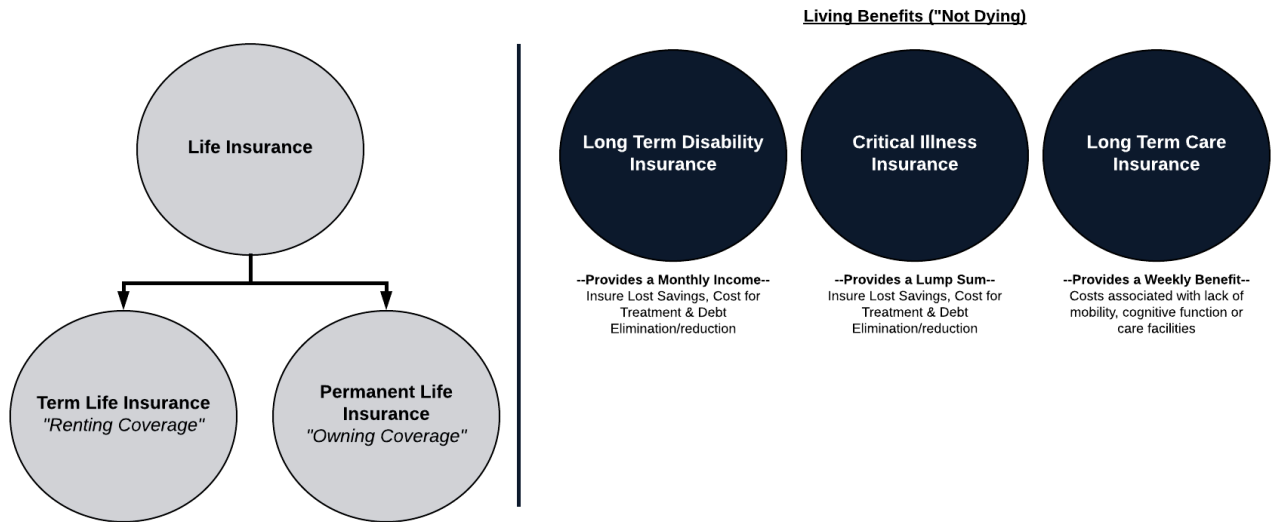 Living Benefits ("Not Dying)
Life Insurance
Term Life Insurance
"Renting Coverage"
Permanent Life
Insurance
"Owning Coverage"
Long Term Disability
Insurance
--Provides a Monthly Income--
Insure Lost Savings, Cost for
Treatment & Debt
Elimination/reduction
Critical Illness
Insurance
--Provides a Lump Sum--
Insure Lost Savings, Cost for
Treatment & Debt
Elimination/reduction
Long Term Care
Insurance
--Provides a Weekly Benefit--
Costs associated with lack of
mobility, cognitive function or
care facilities